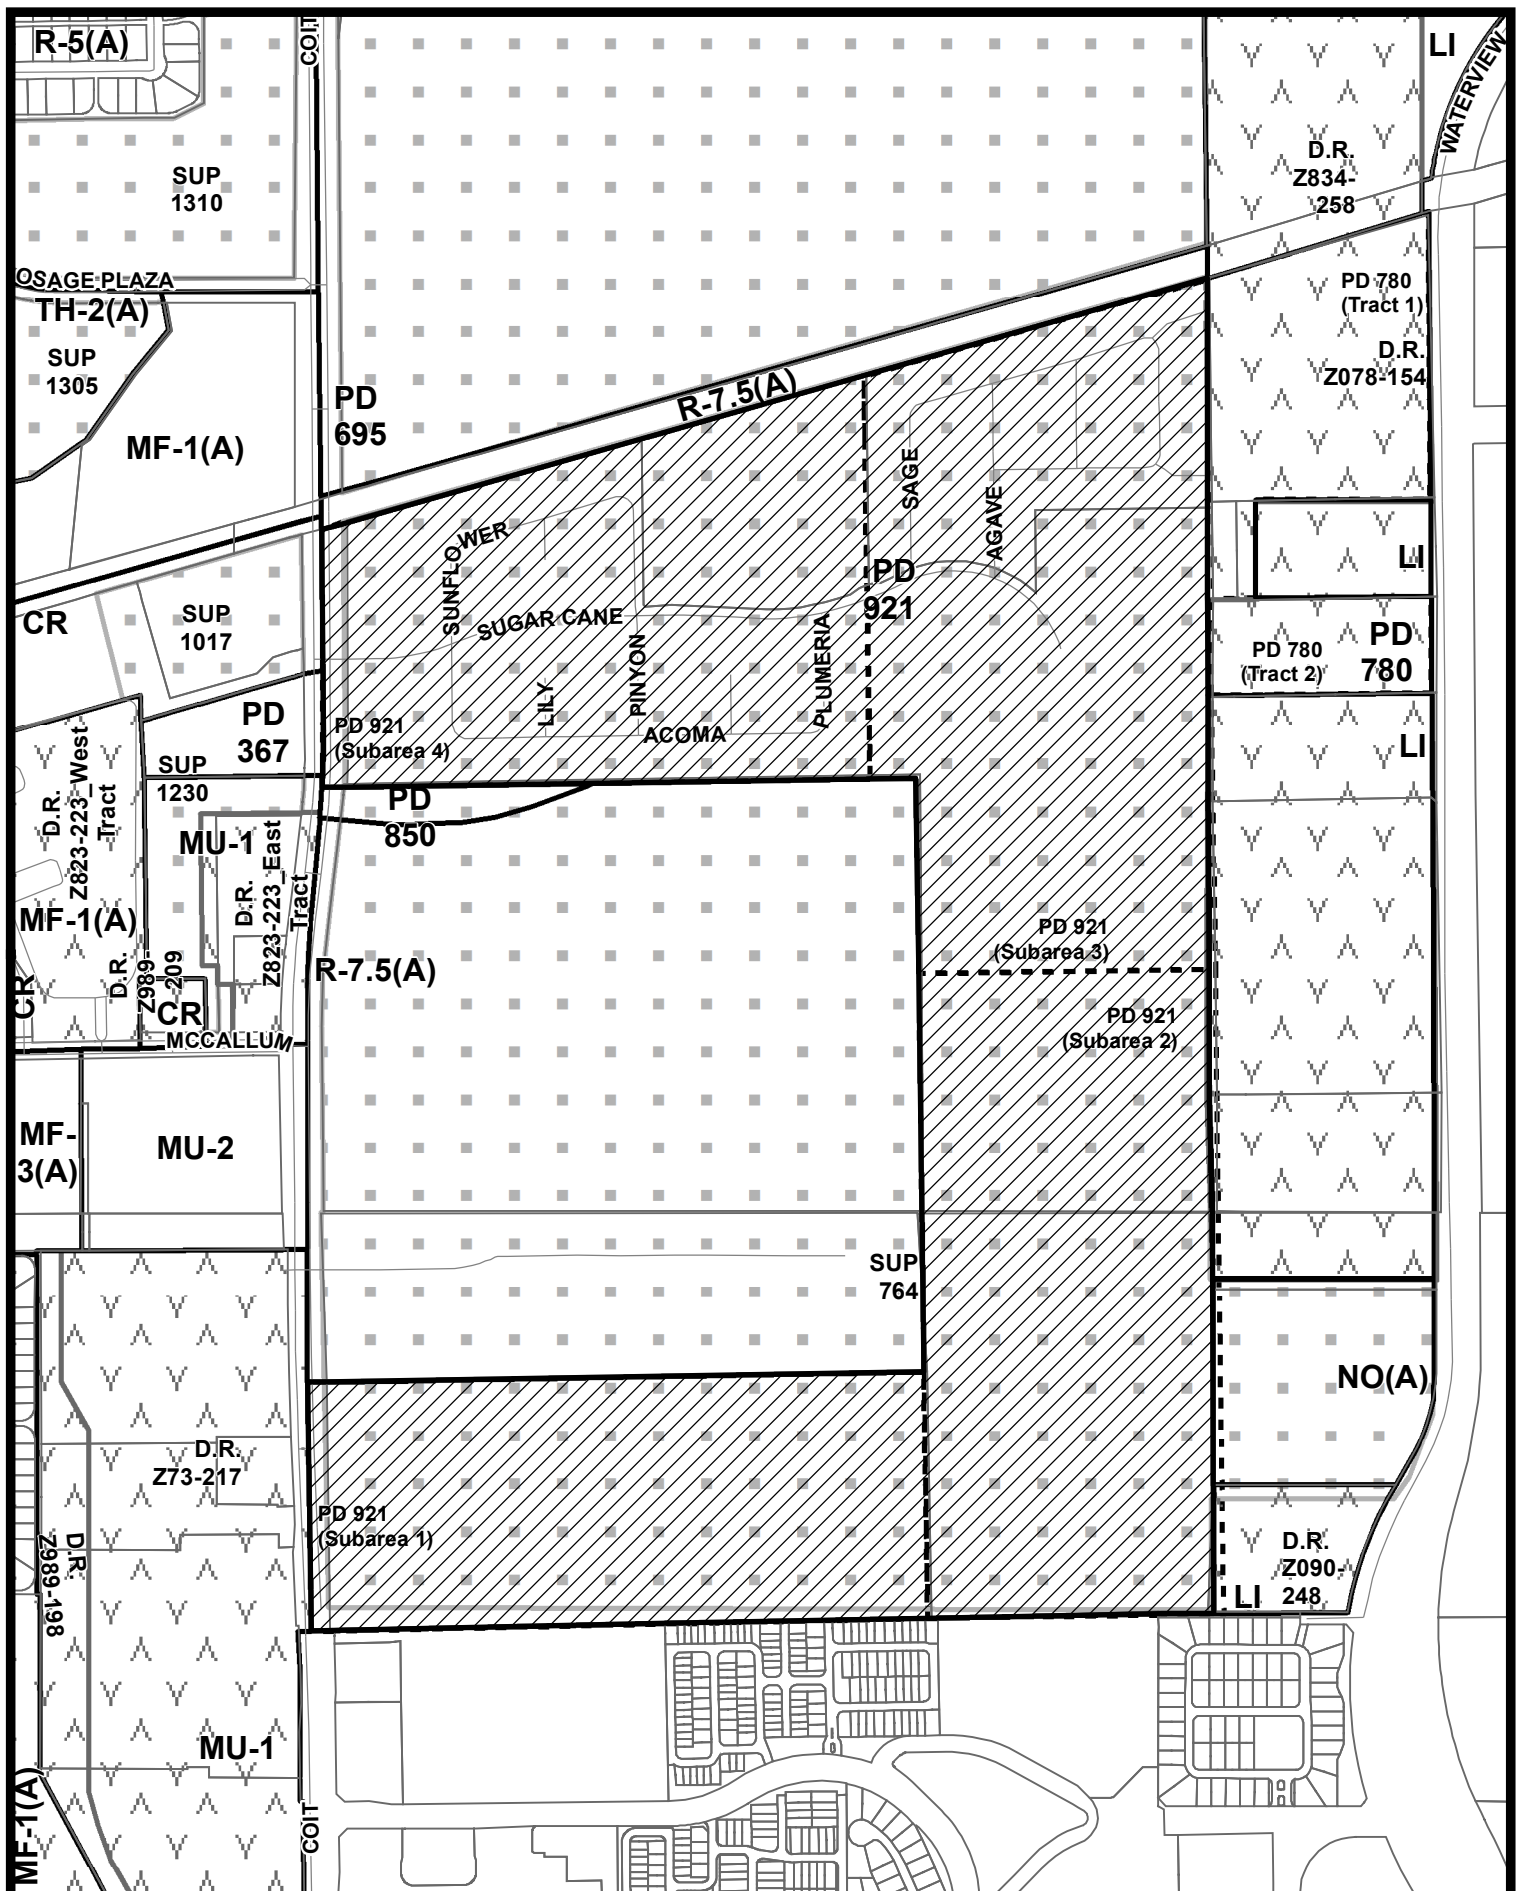 R-5(A)
COIT
LI
WATERVIEW
D.R.
Z834-
258
SUP
1310
OSAGE PLAZA
TH-2(A)
SUP
1305
MF-1(A)
PD
695
R-7.5(A)
PD 780
(Tract 1)
D.R.
Z078-154
SAGE
AGAVE
SUNFLOWER
SUGAR CANE
PD
921
LI
CR
SUP
1017
PINYON
PLUMERIA
LILY
ACOMA
PD 780
(Tract 2)
PD
780
PD
367
PD 921
(Subarea 4)
LI
SUP
1230
D.R.
Z823-223_West
Tract
PD
850
MU-1
D.R.
Z823-223_East
Tract
MF-1(A)
D.R.
Z989-
209
CR
CR
MCCALLUM
R-7.5(A)
PD 921
(Subarea 3)
PD 921
(Subarea 2)
MF-
3(A)
MU-2
SUP
764
NO(A)
D.R.
Z73-217
PD 921
(Subarea 1)
D.R.
Z989-198
D.R.
Z090-
248
LI
MU-1
MF-1(A)
COIT